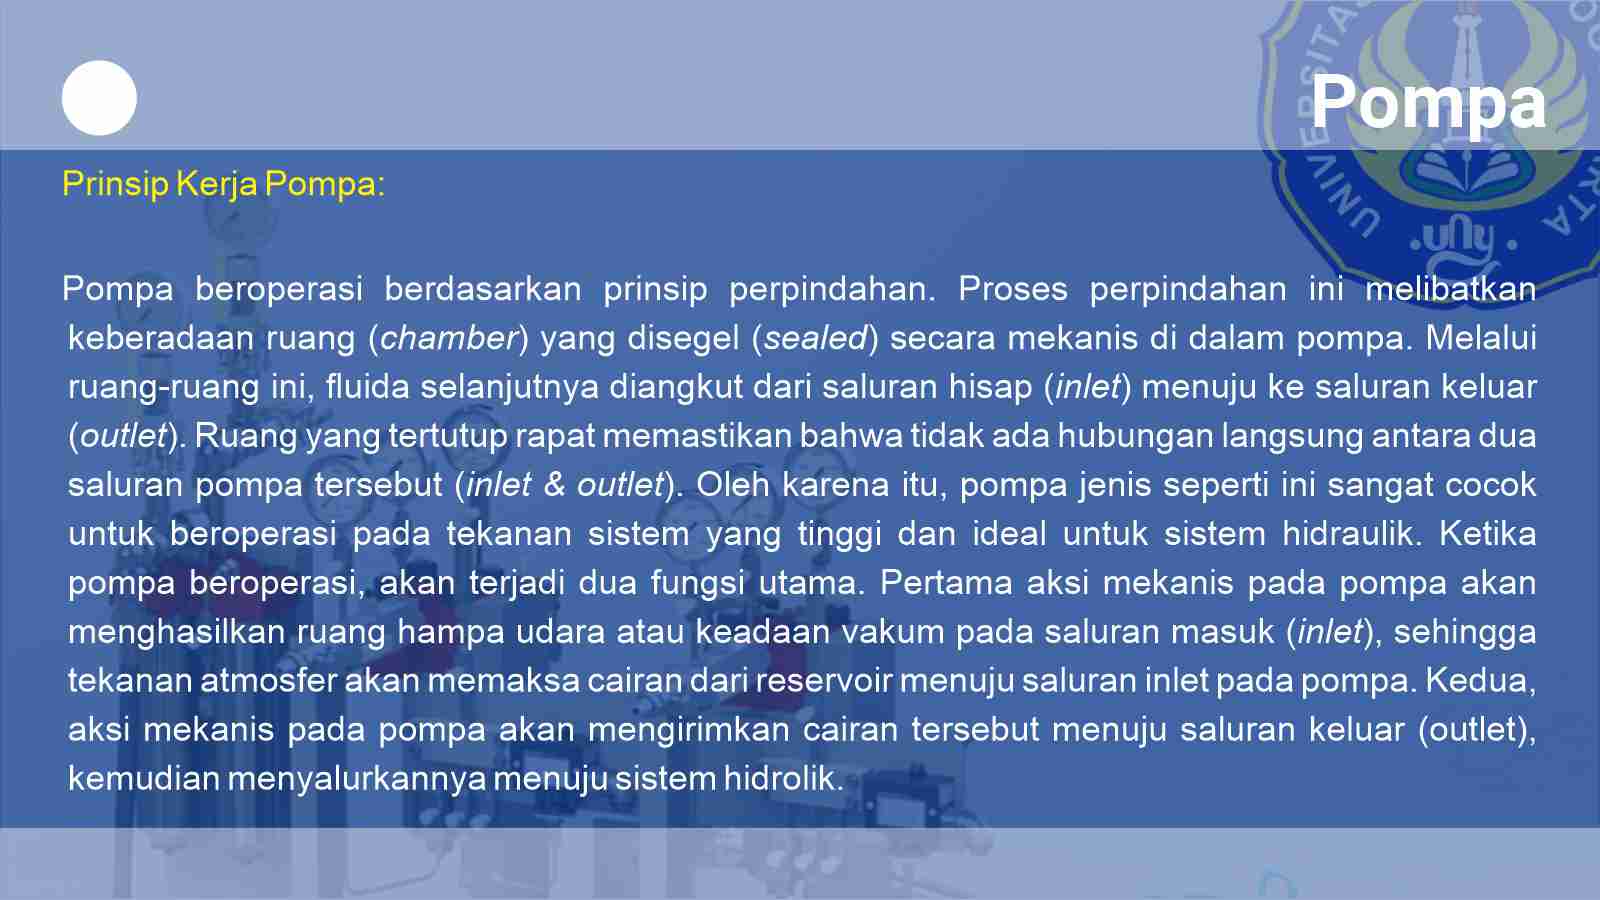 Pompa
Prinsip Kerja Pompa:
Pompa beroperasi berdasarkan prinsip perpindahan. Proses perpindahan ini melibatkan
keberadaan ruang (chamber) yang disegel (sealed) secara mekanis di dalam pompa. Melalui
ruang-ruang ini, fluida selanjutnya diangkut dari saluran hisap (inlet) menuju ke saluran keluar
(outlet). Ruang yang tertutup rapat memastikan bahwa tidak ada hubungan langsung antara dua
saluran pompa tersebut (inlet & outlet). Oleh karena itu, pompa jenis seperti ini sangat cocok
untuk beroperasi pada tekanan sistem yang tinggi dan ideal untuk sistem hidraulik. Ketika
pompa beroperasi, akan terjadi dua fungsi utama. Pertama aksi mekanis pada pompa akan
menghasilkan ruang hampa udara atau keadaan vakum pada saluran masuk (inlet), sehingga
tekanan atmosfer akan memaksa cairan dari reservoir menuju saluran inlet pada pompa. Kedua,
aksi mekanis pada pompa akan mengirimkan cairan tersebut menuju saluran keluar (outlet),
kemudian menyalurkannya menuju sistem hidrolik.
UNIVERSITAS
uny